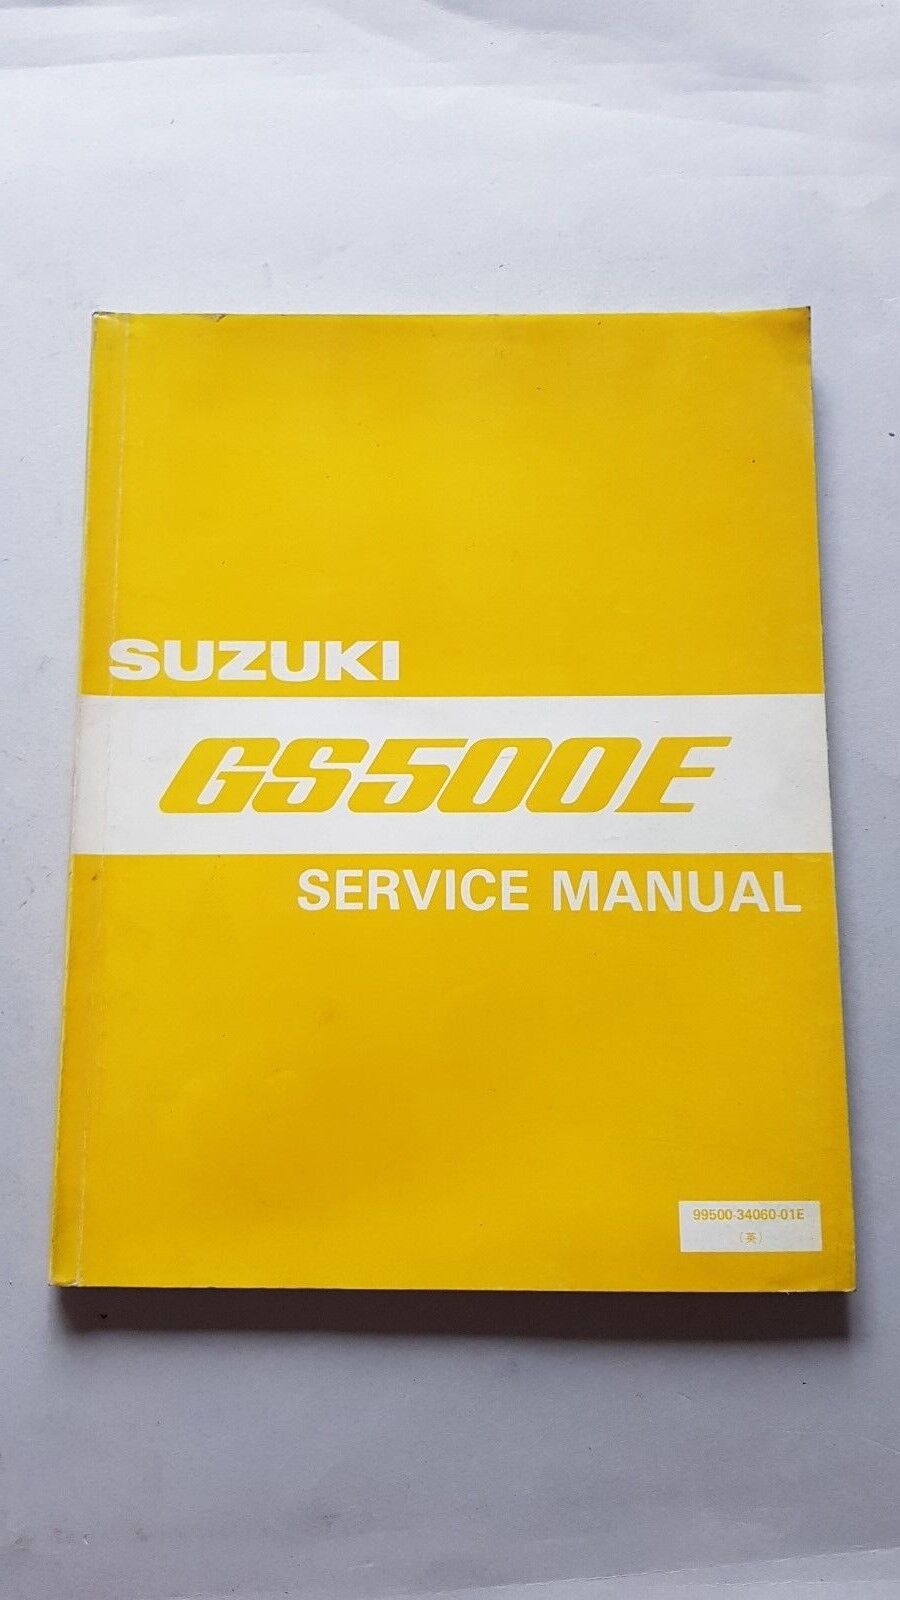 SUZUKI
GS500E
SERVICE MANUAL
99500-34060-01E
(英)